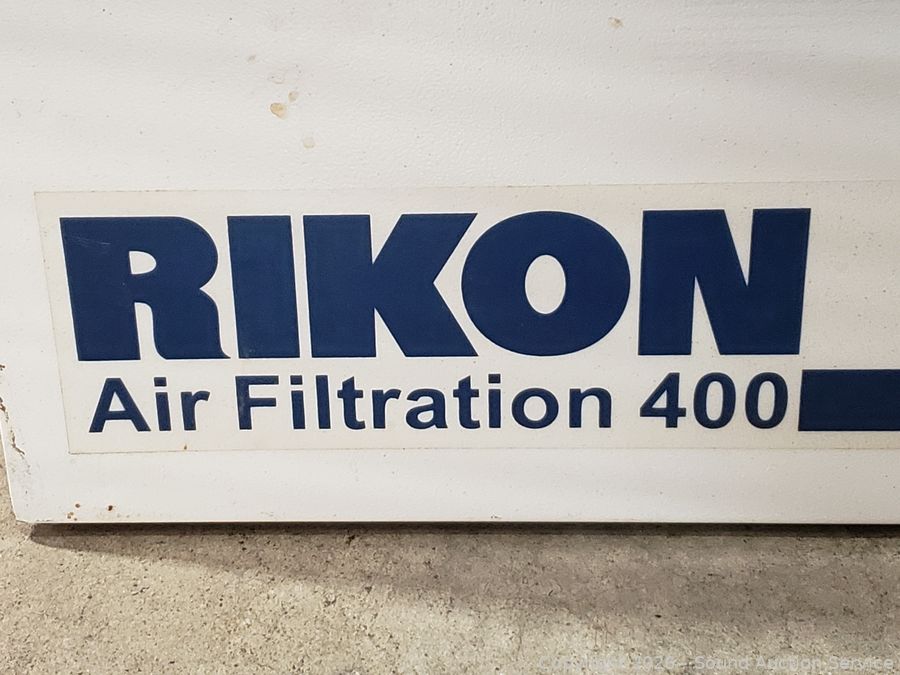 RIKON
Air Filtration 400
Copyright 2026 - Sound Auction Service